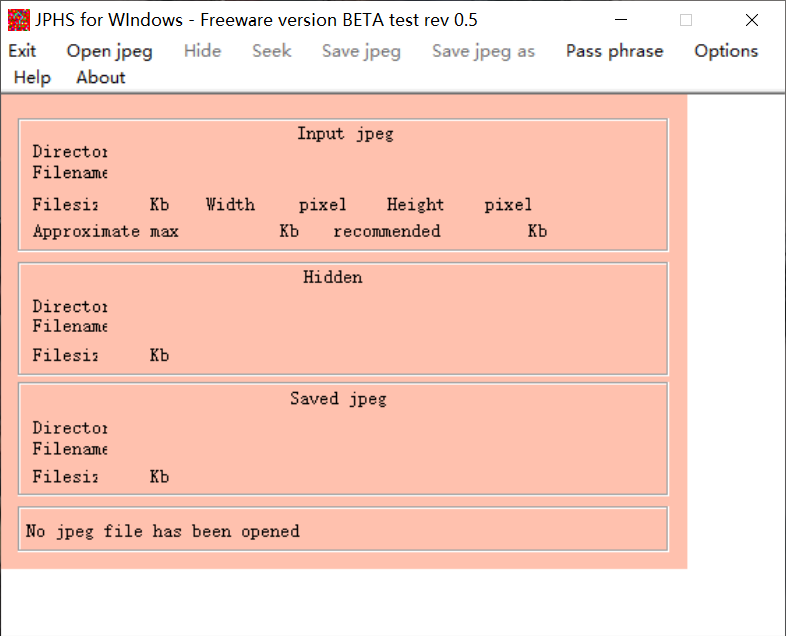 JPHS for WIndows - Freeware version BETA test rev 0.5
Exit Open jpeg Hide Seek Save jpeg Save jpeg as Pass phrase Options
Help About
Input jpeg
Director
Filename
Filesiz Kb Width pixel Height pixel
Approximate max Kb recommended Kb
Hidden
Director
Filename
Filesiz Kb
Saved jpeg
Director
Filename
Filesiz Kb
No jpeg file has been opened